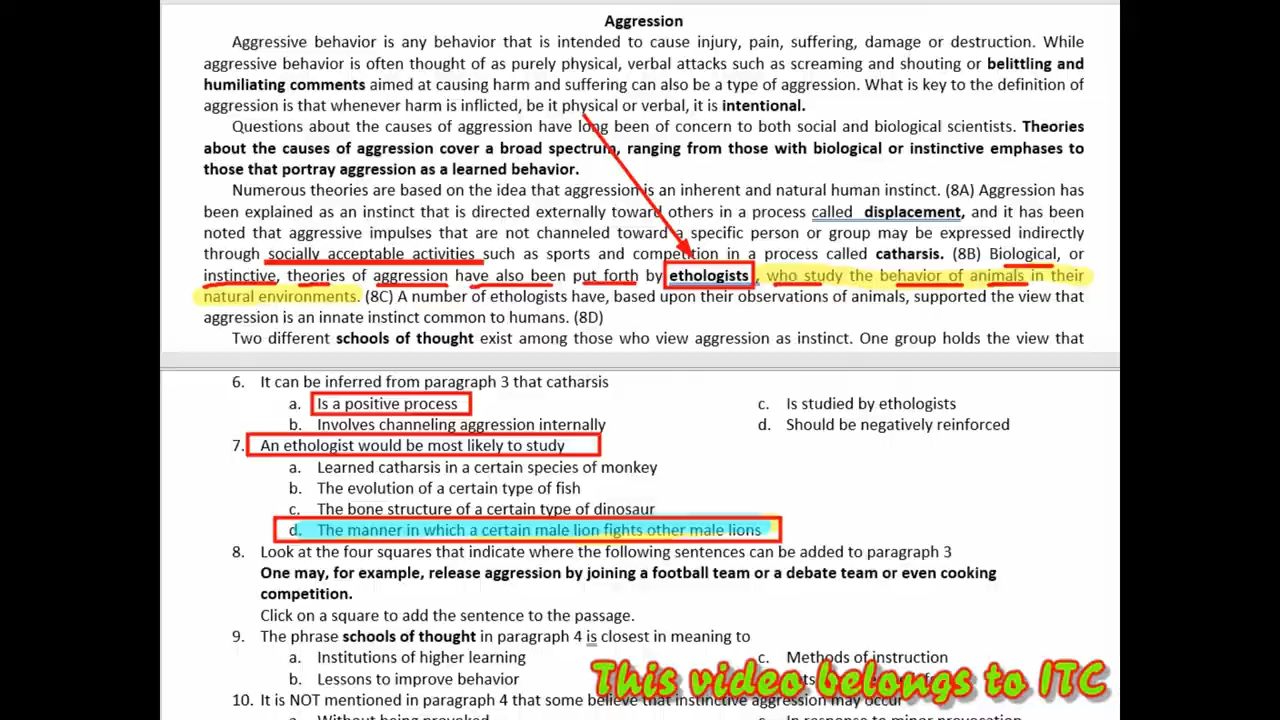 Aggression
Aggressive behavior is any behavior that is intended to cause injury, pain, suffering, damage or destruction. While
aggressive behavior is often thought of as purely physical, verbal attacks such as screaming and shouting or belittling and
humiliating comments aimed at causing harm and suffering can also be a type of aggression. What is key to the definition of
aggression is that whenever harm is inflicted, be it physical or verbal, it is intentional.
Questions about the causes of aggression have long been of concern to both social and biological scientists. Theories
about the causes of aggression cover a broad spectrum, ranging from those with biological or instinctive emphases to
those that portray aggression as a learned behavior.
Numerous theories are based on the idea that aggression is an inherent and natural human instinct. (8A) Aggression has
been explained as an instinct that is directed externally toward others in a process called displacement, and it has been
noted that aggressive impulses that are not channeled toward a specific person or group may be expressed indirectly
through socially acceptable activities such as sports and competition in a process called catharsis. (8B) Biological, or
instinctive, theories of aggression have also been put forth by ethologists, who study the behavior of animals in their
natural environments. (8C) A number of ethologists have, based upon their observations of animals, supported the view that
aggression is an innate instinct common to humans. (8D)
Two different schools of thought exist among those who view aggression as instinct. One group holds the view that
6. It can be inferred from paragraph 3 that catharsis
a. Is a positive process c. Is studied by ethologists
b. Involves channeling aggression internally d. Should be negatively reinforced
7. An ethologist would be most likely to study
a. Learned catharsis in a certain species of monkey
b. The evolution of a certain type of fish
c. The bone structure of a certain type of dinosaur
d. The manner in which a certain male lion fights other male lions
8. Look at the four squares that indicate where the following sentences can be added to paragraph 3
One may, for example, release aggression by joining a football team or a debate team or even cooking
competition.
Click on a square to add the sentence to the passage.
9. The phrase schools of thought in paragraph 4 is closest in meaning to
a. Institutions of higher learning c. Methods of instruction
b. Lessons to improve behavior
This video belongs to ITC
10. It is NOT mentioned in paragraph 4 that some believe that instinctive aggression may occur
a. Without being provoked c. In response to minor provocation